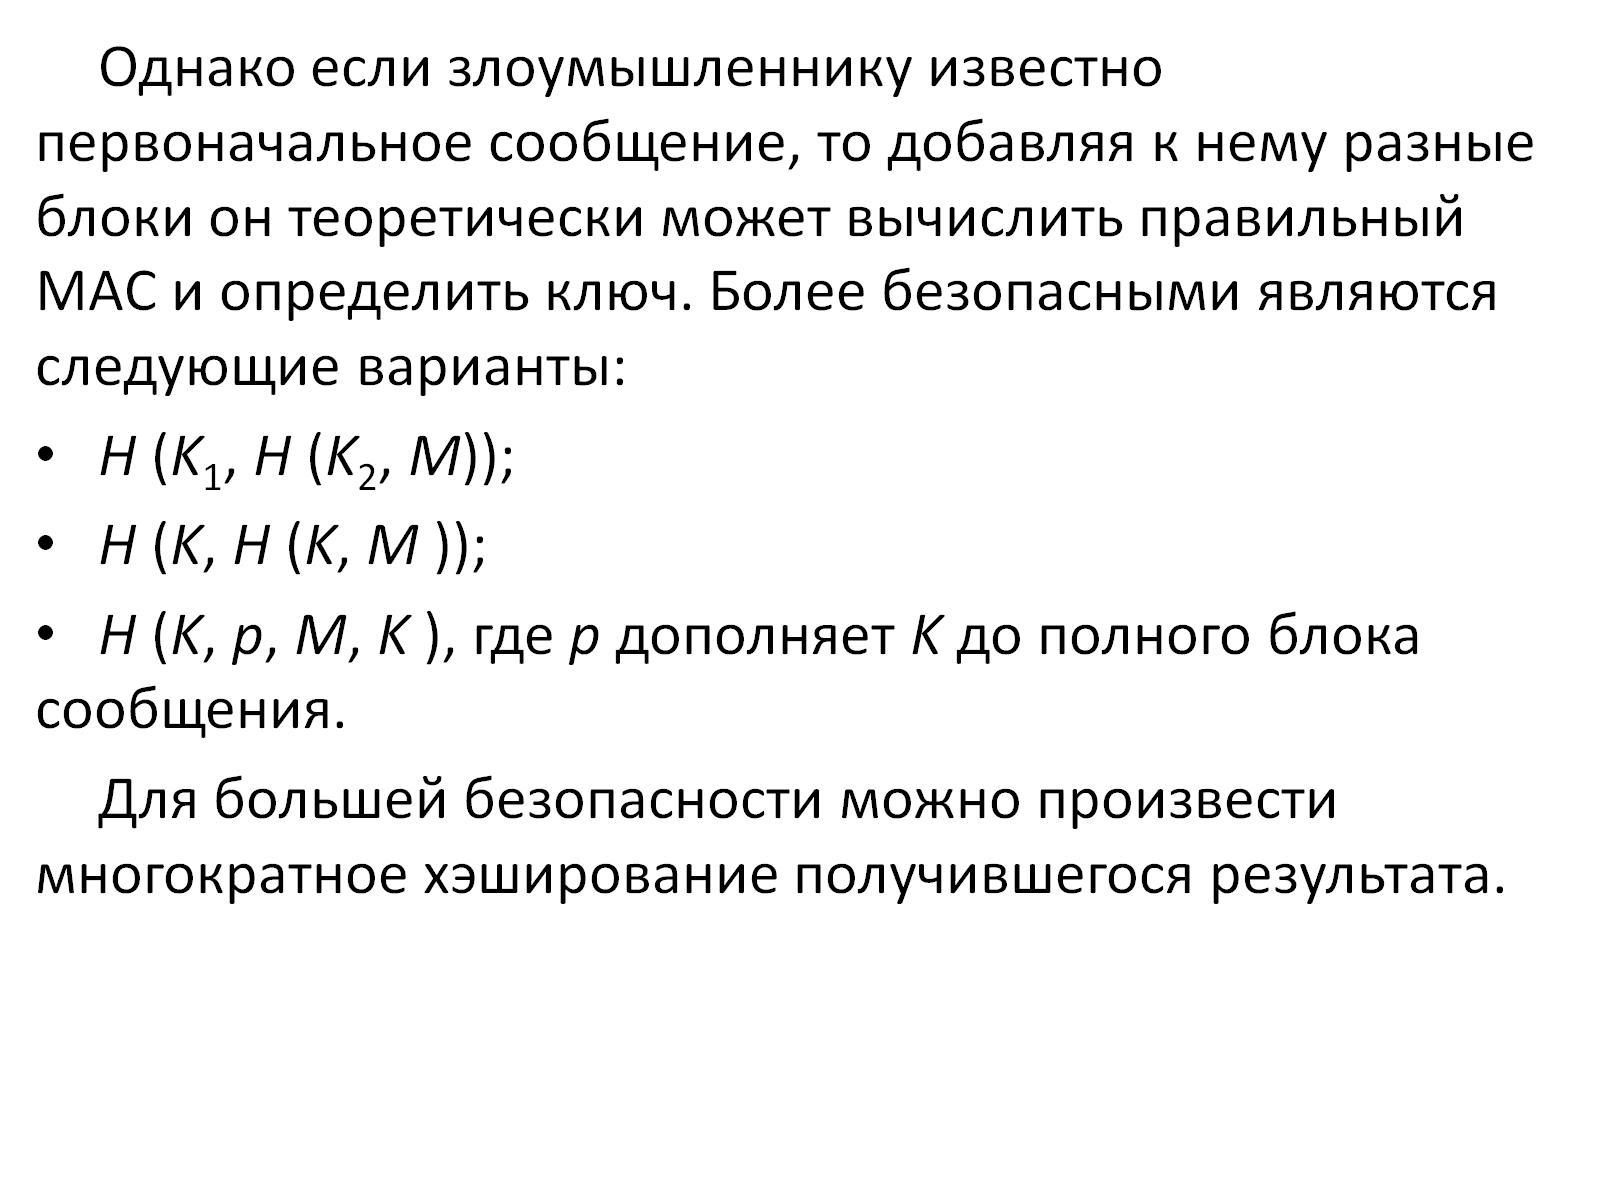 Однако если злоумышленнику известно
первоначальное сообщение, то добавляя к нему разные
блоки он теоретически может вычислить правильный
МАС и определить ключ. Более безопасными являются
следующие варианты:
• H (K₁, H (K₂, M));
• H (K, H (K, M ));
• H (K, p, M, K ), где p дополняет K до полного блока
сообщения.
Для большей безопасности можно произвести
многократное хэширование получившегося результата.